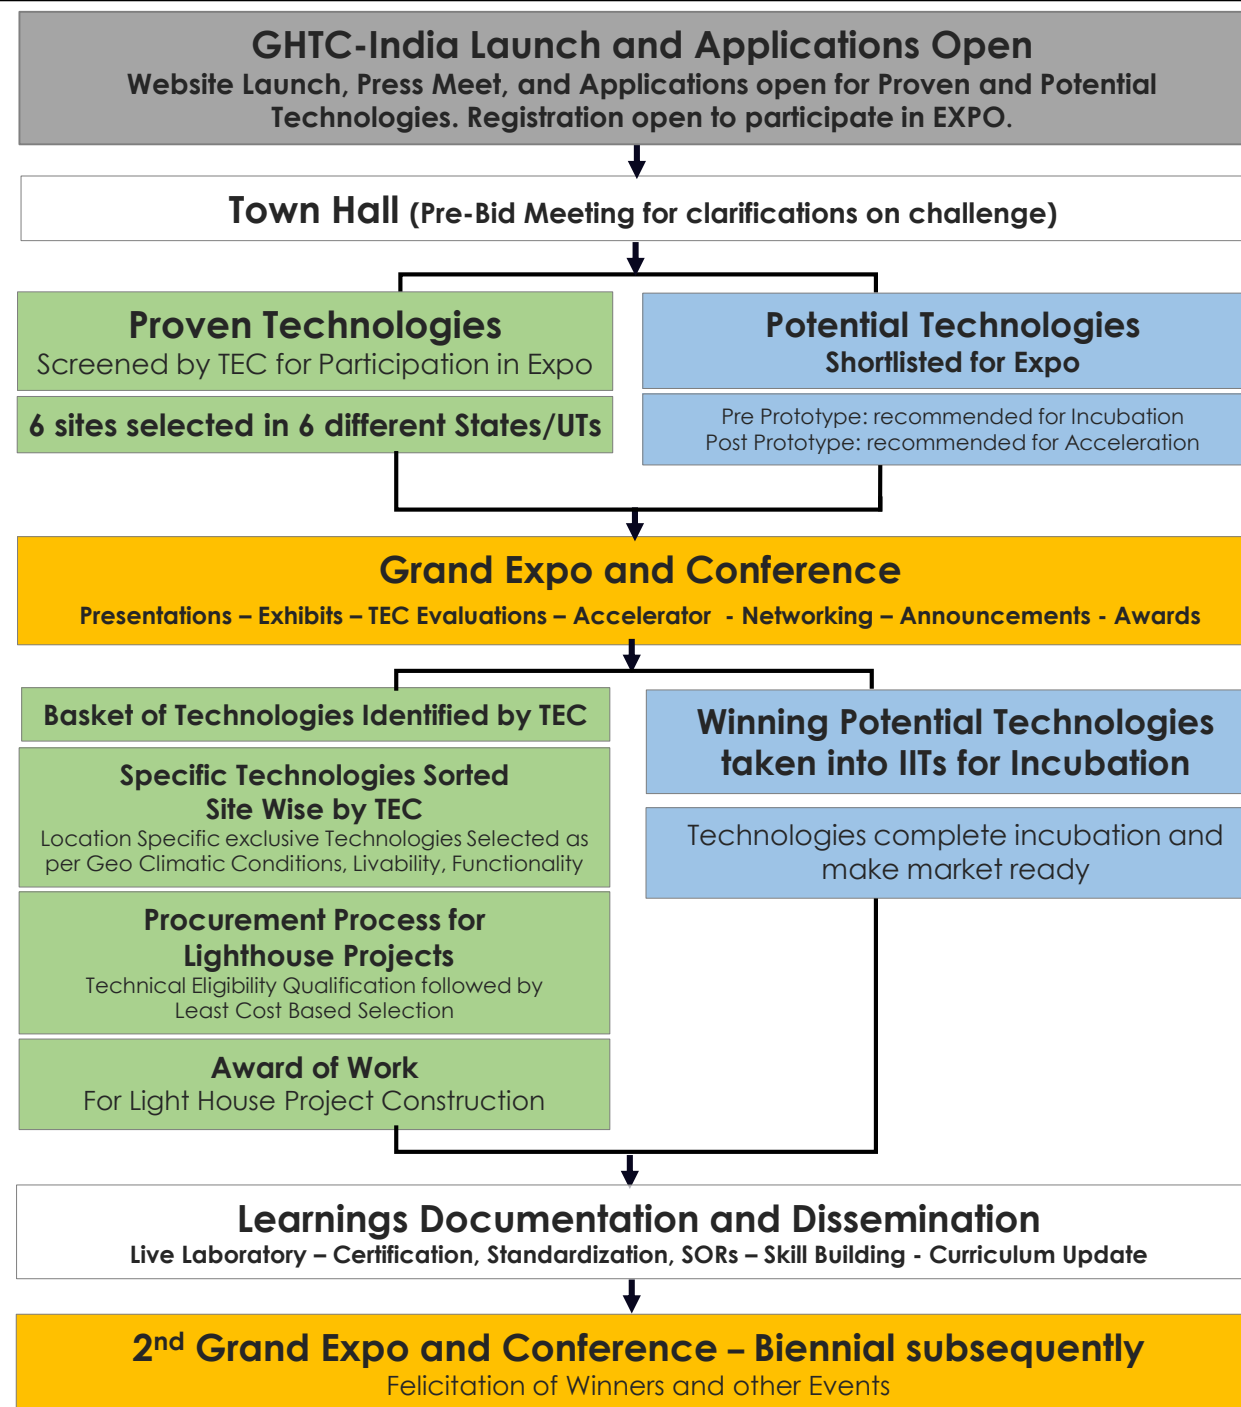 GHTC-India Launch and Applications Open
Website Launch, Press Meet, and Applications open for Proven and Potential
Technologies. Registration open to participate in EXPO.
Town Hall (Pre-Bid Meeting for clarifications on challenge)
Proven Technologies
Screened by TEC for Participation in Expo
6 sites selected in 6 different States/UTs
Potential Technologies
Shortlisted for Expo
Pre Prototype: recommended for Incubation
Post Prototype: recommended for Acceleration
Grand Expo and Conference
Presentations – Exhibits – TEC Evaluations – Accelerator - Networking – Announcements - Awards
Basket of Technologies Identified by TEC
Specific Technologies Sorted
Site Wise by TEC
Location Specific exclusive Technologies Selected as
per Geo Climatic Conditions, Livability, Functionality
Procurement Process for
Lighthouse Projects
Technical Eligibility Qualification followed by
Least Cost Based Selection
Award of Work
For Light House Project Construction
Winning Potential Technologies
taken into IITs for Incubation
Technologies complete incubation and
make market ready
Learnings Documentation and Dissemination
Live Laboratory – Certification, Standardization, SORs – Skill Building - Curriculum Update
2nd Grand Expo and Conference – Biennial subsequently
Felicitation of Winners and other Events